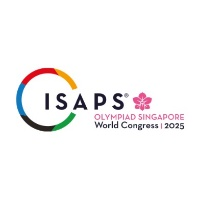 ISAPS®
OLYMPIAD SINGAPORE
World Congress | 2025